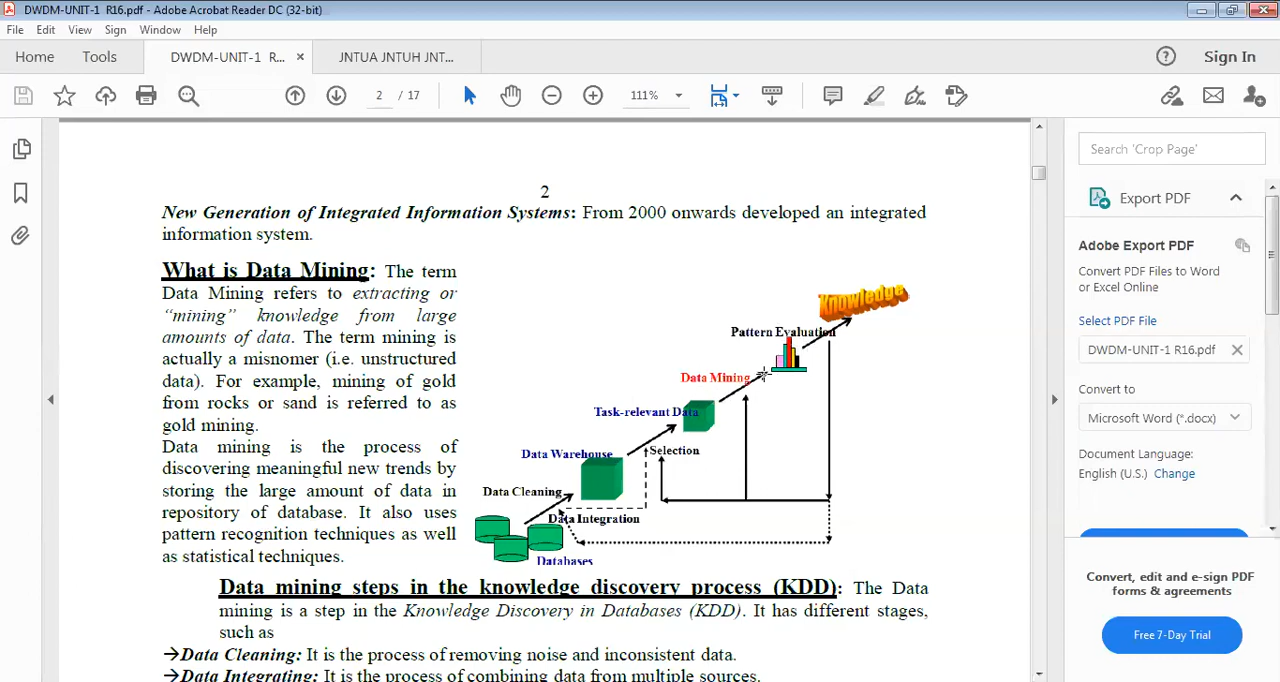 DWDM-UNIT-1 R16.pdf - Adobe Acrobat Reader DC (32-bit)
File Edit View Sign Window Help
Home Tools DWDM-UNIT-1 R... × JNTUA JNTUH JNT... Sign In
2 / 17 111%
2
New Generation of Integrated Information Systems: From 2000 onwards developed an integrated
information system.
What is Data Mining: The term
Data Mining refers to extracting or
“mining” knowledge from large
amounts of data. The term mining is
actually a misnomer (i.e. unstructured
data). For example, mining of gold
from rocks or sand is referred to as
gold mining.
Data mining is the process of
discovering meaningful new trends by
storing the large amount of data in
repository of database. It also uses
pattern recognition techniques as well
as statistical techniques.
Knowledge
Pattern Evaluation
Data Mining
Task-relevant Data
Selection
Data Warehouse
Data Cleaning
Data Integration
Databases
Data mining steps in the knowledge discovery process (KDD): The Data
mining is a step in the Knowledge Discovery in Databases (KDD). It has different stages,
such as
→Data Cleaning: It is the process of removing noise and inconsistent data.
→Data Integrating: It is the process of combining data from multiple sources.
Search 'Crop Page'
Export PDF
Adobe Export PDF
Convert PDF Files to Word
or Excel Online
Select PDF File
DWDM-UNIT-1 R16.pdf
Convert to
Microsoft Word (*.docx)
Document Language:
English (U.S.) Change
Convert, edit and e-sign PDF
forms & agreements
Free 7-Day Trial